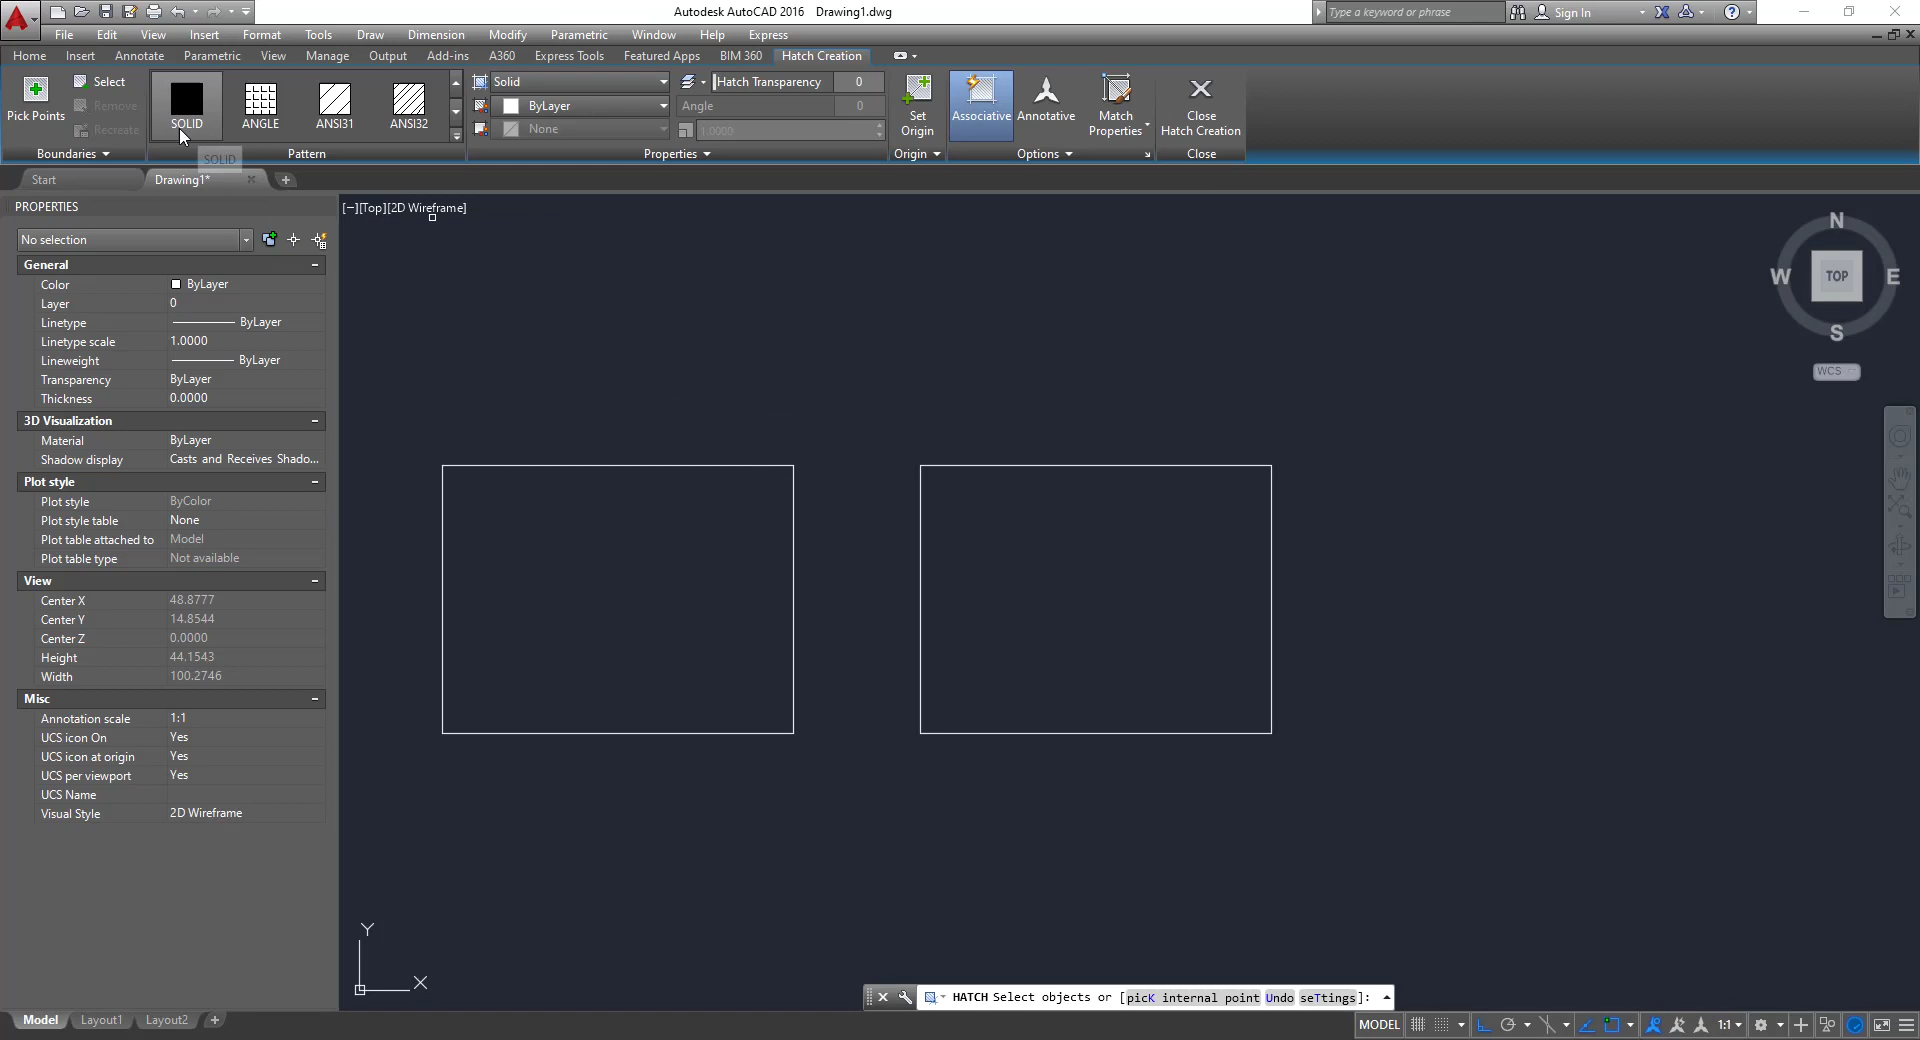 Autodesk AutoCAD 2016 Drawing1.dwg
Type a keyword or phrase
Sign In
File Edit View Insert Format Tools Draw Dimension Modify Parametric Window Help Express
Home Insert Annotate Parametric View Manage Output Add-ins A360 Express Tools Featured Apps BIM 360 Hatch Creation
Pick Points
Select
Remove
Recreate
Boundaries
SOLID
ANGLE
ANSI31
ANSI32
SOLID
Pattern
Solid
ByLayer
None
Hatch Transparency 0
Angle 0
1.0000
Properties
Set
Origin
Origin
Associative
Annotative
Match
Properties
Options
Close
Hatch Creation
Close
Start
Drawing1*
PROPERTIES
No selection
General
Color ByLayer
Layer 0
Linetype ByLayer
Linetype scale 1.0000
Lineweight ByLayer
Transparency ByLayer
Thickness 0.0000
3D Visualization
Material ByLayer
Shadow display Casts and Receives Shado...
Plot style
Plot style ByColor
Plot style table None
Plot table attached to Model
Plot table type Not available
View
Center X 48.8777
Center Y 14.8544
Center Z 0.0000
Height 44.1543
Width 100.2746
Misc
Annotation scale 1:1
UCS icon On Yes
UCS icon at origin Yes
UCS per viewport Yes
UCS Name
Visual Style 2D Wireframe
[−][Top][2D Wireframe]
N
W TOP E
S
WCS
Y
X
HATCH Select objects or [picK internal point Undo seTtings]:
Model Layout1 Layout2
MODEL 1:1